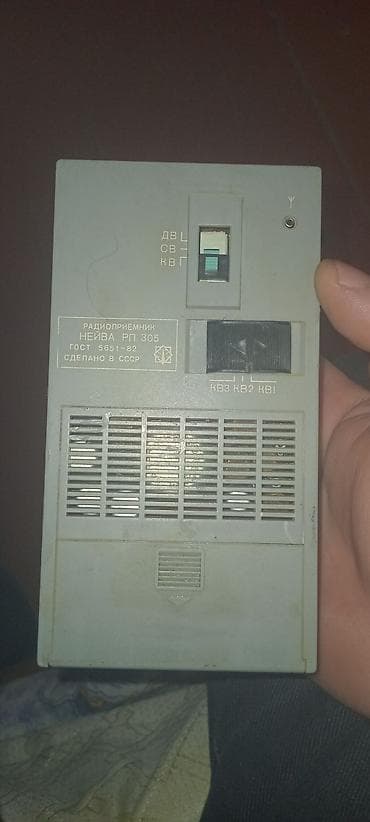 ДВ
СВ
КВ
РАДИОПРИЕМНИК
НЕЙВА РП 305
ГОСТ 5651-82
СДЕЛАНО В СССР
КВ3 КВ2 КВ1